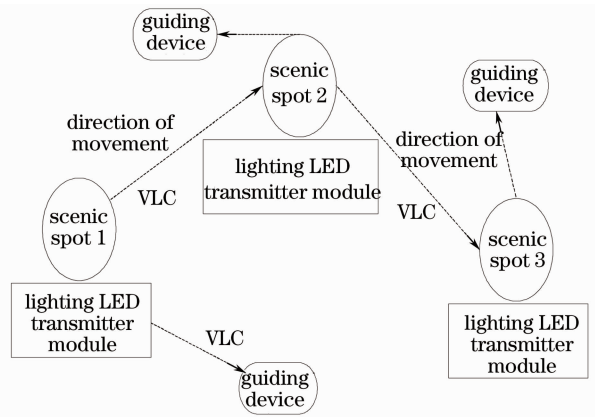 guiding
device
scenic
spot 2
guiding
device
direction of
movement
direction of
movement
lighting LED
transmitter module
VLC
VLC
scenic
spot 1
scenic
spot 3
lighting LED
transmitter
module
lighting LED
transmitter
module
VLC
guiding
device